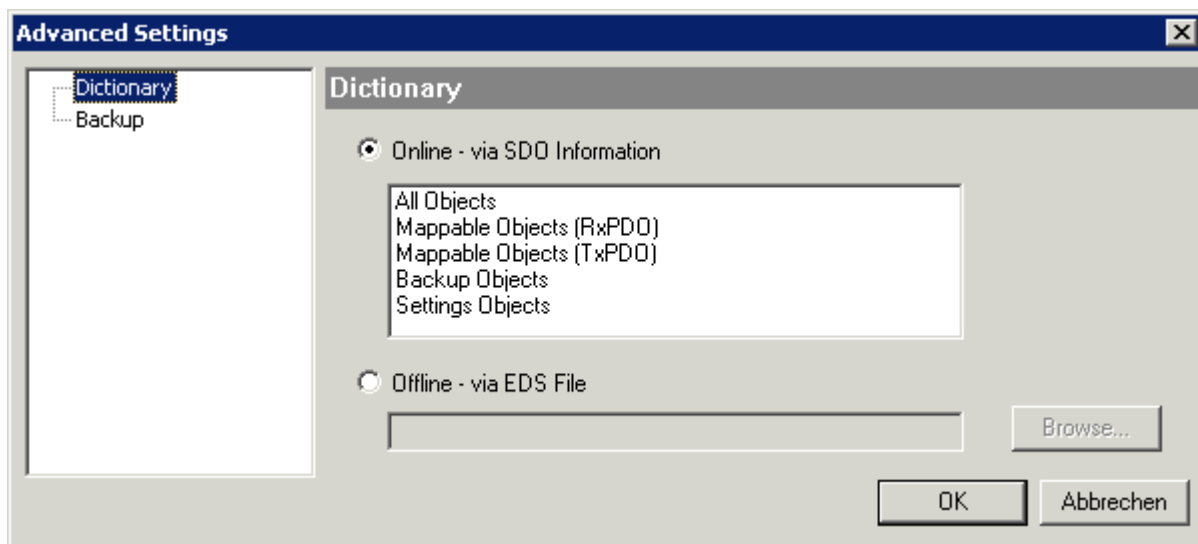 Advanced Settings
Dictionary
Backup
Dictionary
Online - via SDO Information
All Objects
Mappable Objects (RxPDO)
Mappable Objects (TxPDO)
Backup Objects
Settings Objects
Offline - via EDS File
Browse...
OK
Abbrechen